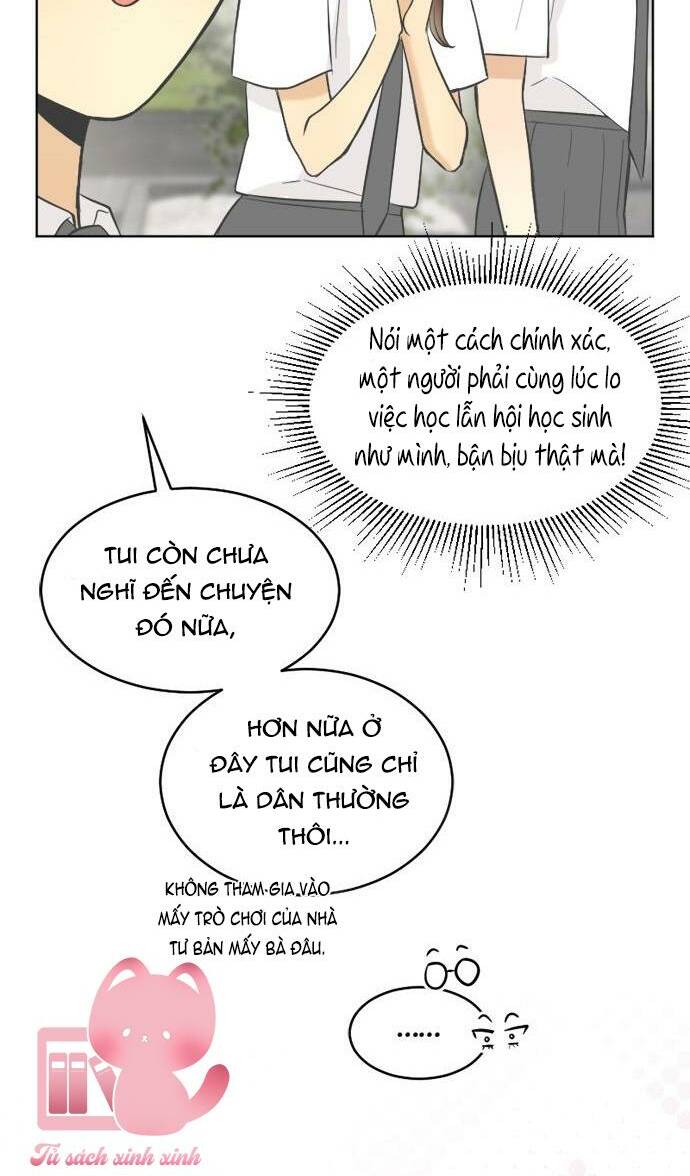 Nói một cách chính xác,
một người phải cùng lúc lo
việc học lẫn hội học sinh
như mình, bận bịu thật mà!
TUI CÒN CHƯA
NGHĨ ĐẾN CHUYỆN
ĐÓ NỮA,
HƠN NỮA Ở
ĐÂY TUI CŨNG CHỈ
LÀ DÂN THƯỜNG
THÔI...
KHÔNG THAM GIA VÀO
MẤY TRÒ CHƠI CỦA NHÀ
TƯ BẢN MẤY BÀ ĐÂU.
......
Tủ sách xinh xinh